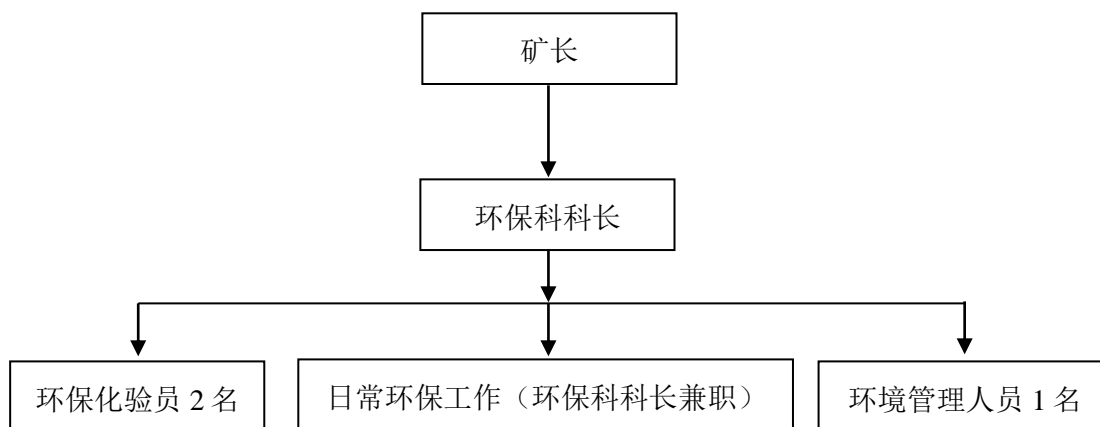 矿长
环保科科长
环保化验员 2 名
日常环保工作（环保科科长兼职）
环境管理人员 1 名